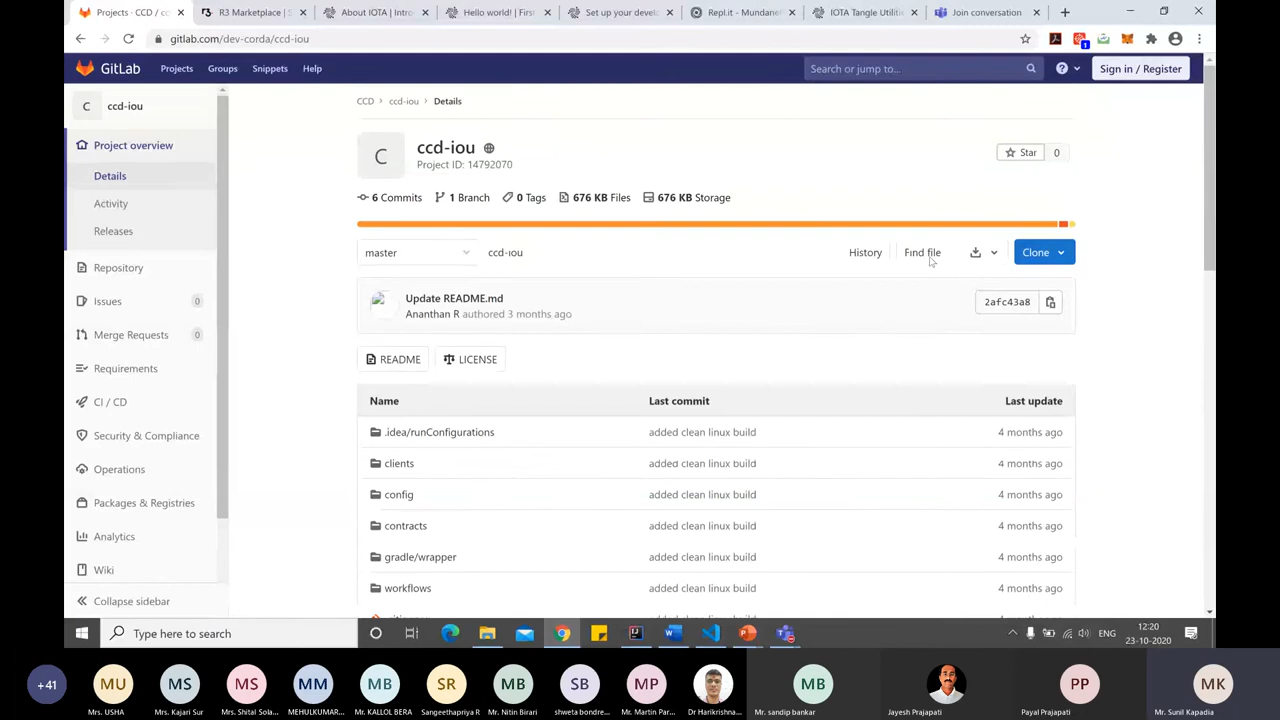 Projects · CCD / CCD-iou
R3 Marketplace | S
About IOTA | Intro
Hello world! | First
Set up your devel
Repl.it - MundaneA
IOTA Tangle Utilitie
Join conversation
gitlab.com/dev-corda/ccd-iou
1
GitLab
Projects
Groups
Snippets
Help
Search or jump to...
Sign in / Register
C
ccd-iou
CCD > ccd-iou > Details
Project overview
Details
Activity
Releases
Repository
Issues
0
Merge Requests
0
Requirements
CI / CD
Security & Compliance
Operations
Packages & Registries
Analytics
Wiki
Collapse sidebar
C
ccd-iou
Project ID: 14792070
Star
0
6 Commits
1 Branch
0 Tags
676 KB Files
676 KB Storage
master
ccd-iou
History
Find file
Clone
Update README.md
Ananthan R authored 3 months ago
2afc43a8
README
LICENSE
Name Last commit Last update
.idea/runConfigurations added clean linux build 4 months ago
clients added clean linux build 4 months ago
config added clean linux build 4 months ago
contracts added clean linux build 4 months ago
gradle/wrapper added clean linux build 4 months ago
workflows added clean linux build 4 months ago
Type here to search
ENG
12:20
23-10-2020
+41
MU
MS
MS
MM
MB
SR
MB
SB
MP
MB
PP
MK
Mrs. USHA
Mrs. Kajari Sur
Mrs. Shital Sola...
MEHULKUMAR...
Mr. KALLOL BERA
Sangeethapriya R
Mr. Nitin Birari
shweta bondre...
Mr. Martin Par...
Dr Harikrishna...
Mr. sandip bankar
Jayesh Prajapati
Payal Prajapati
Mr. Sunil Kapadia